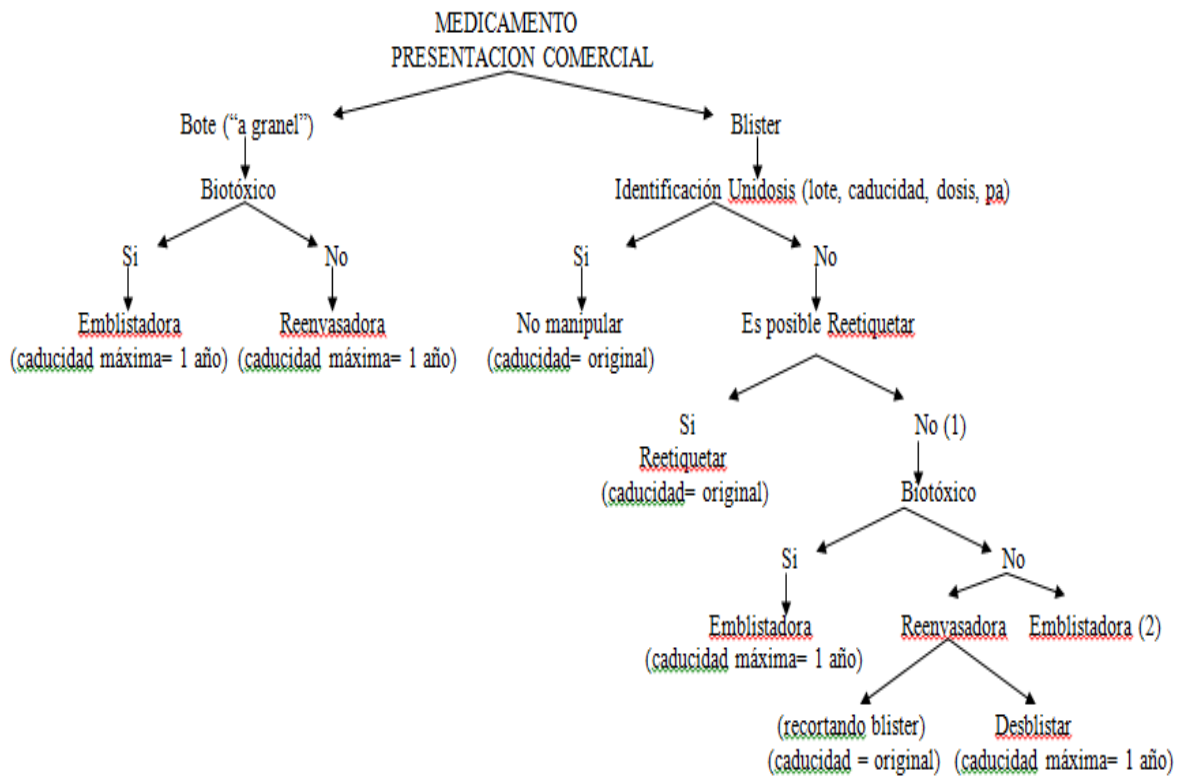 MEDICAMENTO
PRESENTACION COMERCIAL
Bote (“a granel”)
Blister
Biotóxico
Identificación Unidosis (lote, caducidad, dosis, pa)
Si
No
Si
No
Emblistadora
(caducidad máxima= 1 año)
Reenvasadora
(caducidad máxima= 1 año)
No manipular
(caducidad= original)
Es posible Reetiquetar
Si
Reetiquetar
(caducidad= original)
No (1)
Biotóxico
Si
No
Emblistadora
(caducidad máxima= 1 año)
Reenvasadora
Emblistadora (2)
(recortando blister)
(caducidad = original)
Desblistar
(caducidad máxima= 1 año)